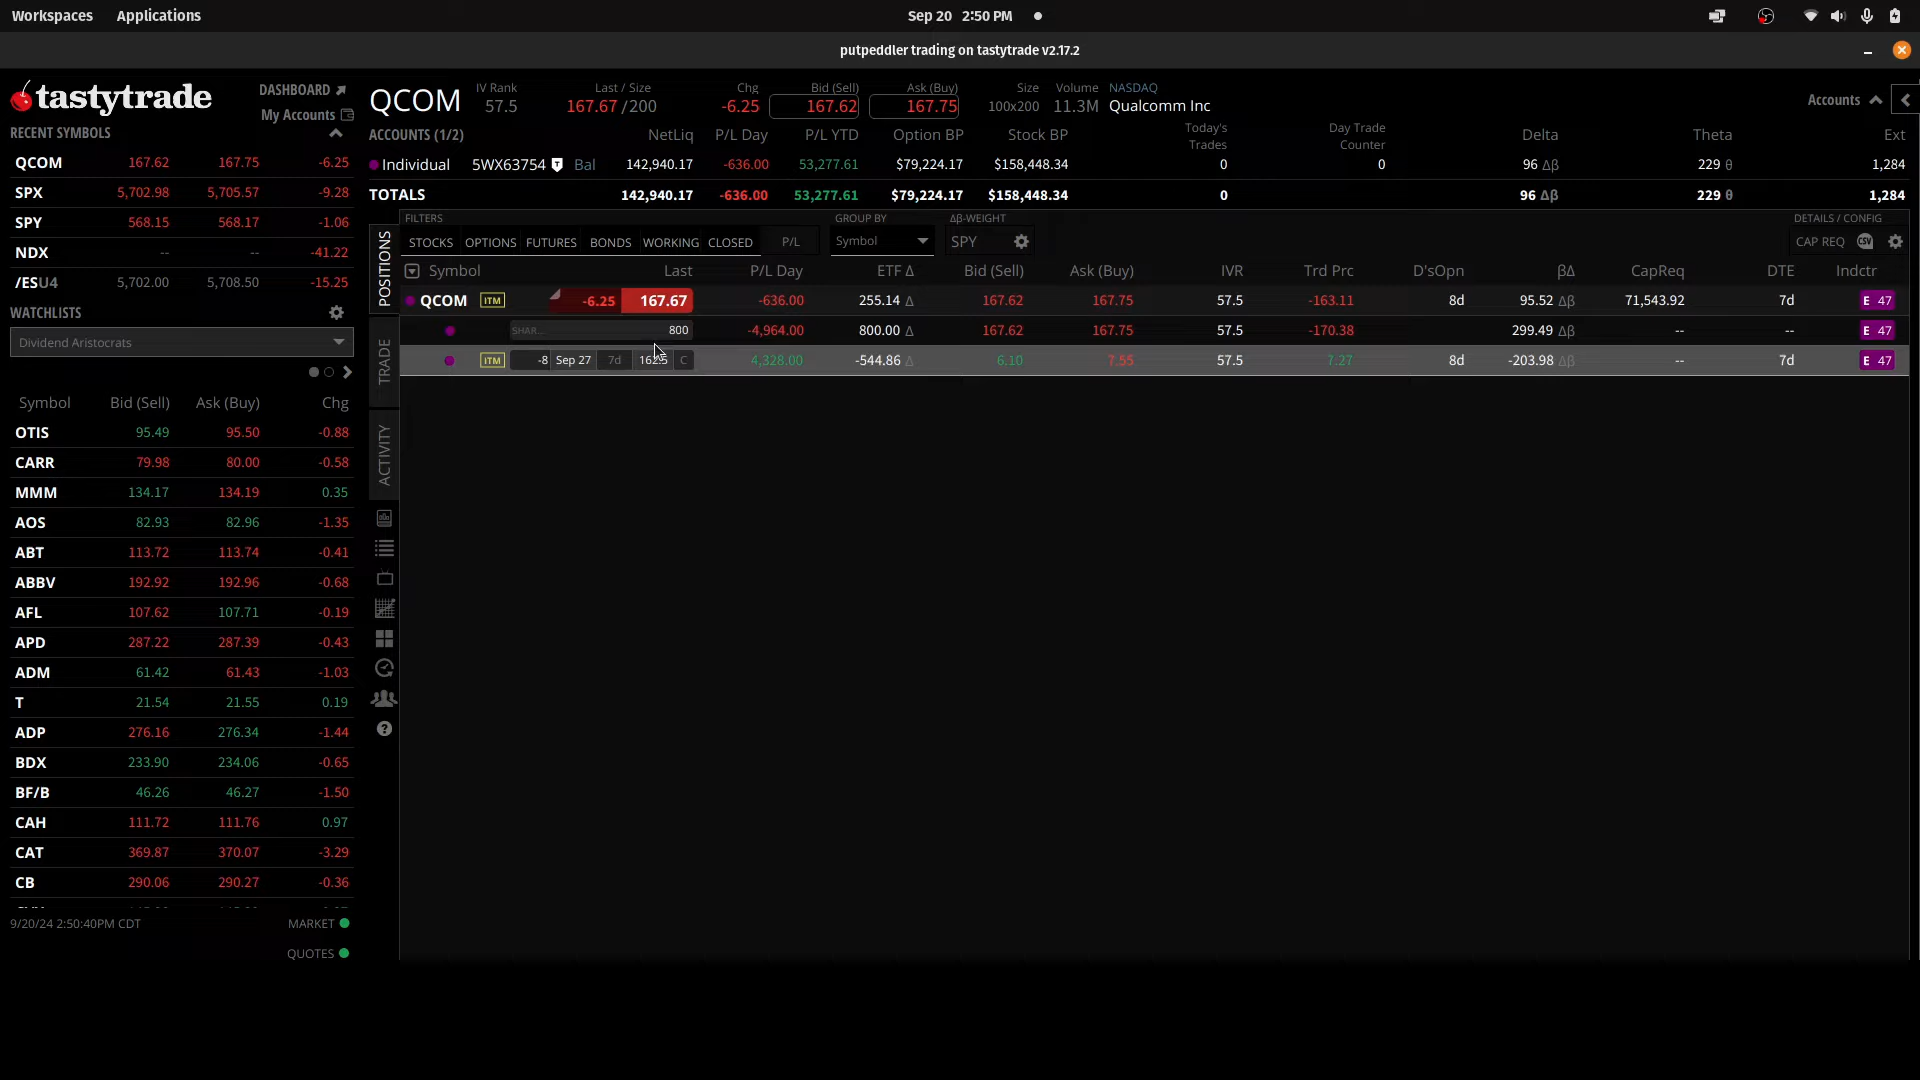 Workspaces Applications Sep 20 2:50 PM
putpeddler trading on tastytrade v2.17.2
tastytrade DASHBOARD
My Accounts
QCOM IV Rank 57.5 Last / Size 167.67 /200 Chg -6.25 Bid (Sell) 167.62 Ask (Buy) 167.75 Size 100x200 Volume 11.3M NASDAQ Qualcomm Inc Accounts
RECENT SYMBOLS
QCOM 167.62 167.75 -6.25
SPX 5,702.98 5,705.57 -9.28
SPY 568.15 568.17 -1.06
NDX -- -- -41.22
/ESU4 5,702.00 5,708.50 -15.25
WATCHLISTS
Dividend Aristocrats
Symbol Bid (Sell) Ask (Buy) Chg
OTIS 95.49 95.50 -0.88
CARR 79.98 80.00 -0.58
MMM 134.17 134.19 0.35
AOS 82.93 82.96 -1.35
ABT 113.72 113.74 -0.41
ABBV 192.92 192.96 -0.68
AFL 107.62 107.71 -0.19
APD 287.22 287.39 -0.43
ADM 61.42 61.43 -1.03
T 21.54 21.55 0.19
ADP 276.16 276.34 -1.44
BDX 233.90 234.06 -0.65
BF/B 46.26 46.27 -1.50
CAH 111.72 111.76 0.97
CAT 369.87 370.07 -3.29
CB 290.06 290.27 -0.36
9/20/24 2:50:40PM CDT MARKET
QUOTES
ACCOUNTS (1/2) NetLiq P/L Day P/L YTD Option BP Stock BP Today's Trades Day Trade Counter Delta Theta Ext
Individual 5WX63754 T Bal 142,940.17 -636.00 53,277.61 $79,224.17 $158,448.34 0 0 96 Δβ 229 θ 1,284
TOTALS 142,940.17 -636.00 53,277.61 $79,224.17 $158,448.34 0 96 Δβ 229 θ 1,284
POSITIONS
TRADE
ACTIVITY
FILTERS GROUP BY Δβ-WEIGHT DETAILS / CONFIG
STOCKS OPTIONS FUTURES BONDS WORKING CLOSED P/L Symbol SPY CAP REQ CSV
Symbol Last P/L Day ETF Δ Bid (Sell) Ask (Buy) IVR Trd Prc D'sOpn βΔ CapReq DTE Indctr
QCOM ITM -6.25 167.67 -636.00 255.14 Δ 167.62 167.75 57.5 -163.11 8d 95.52 Δβ 71,543.92 7d E 47
SHAR... 800 -4,964.00 800.00 Δ 167.62 167.75 57.5 -170.38 299.49 Δβ -- -- E 47
ITM -8 Sep 27 7d 162.5 C 4,328.00 -544.86 Δ 6.10 7.55 57.5 7.27 8d -203.98 Δβ -- 7d E 47